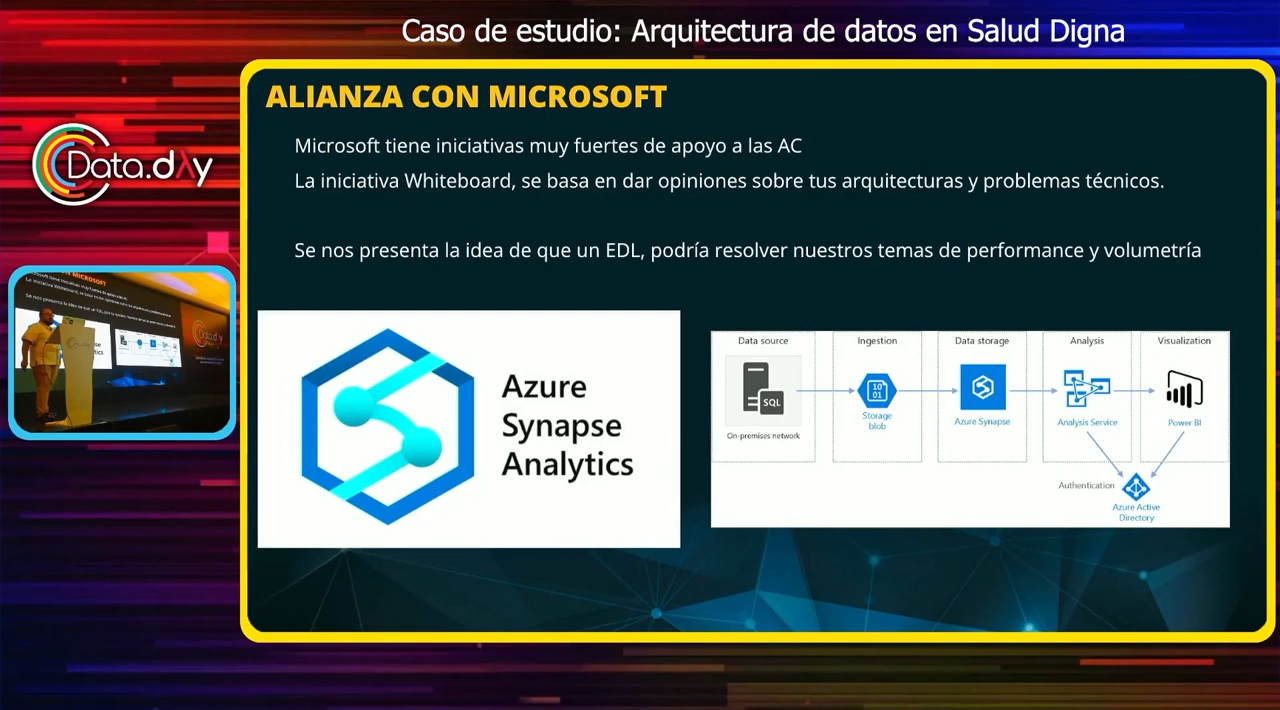 Caso de estudio: Arquitectura de datos en Salud Digna
Data.dAy
ALIANZA CON MICROSOFT
Microsoft tiene iniciativas muy fuertes de apoyo a las AC
La iniciativa Whiteboard, se basa en dar opiniones sobre tus arquitecturas y problemas técnicos.
Se nos presenta la idea de que un EDL, podría resolver nuestros temas de performance y volumetría
Azure
Synapse
Analytics
Data source
Ingestion
Data storage
Analysis
Visualization
SQL
10
01
On-premises network
Storage
blob
Azure Synapse
Analysis Service
Power BI
Authentication
Azure Active
Directory